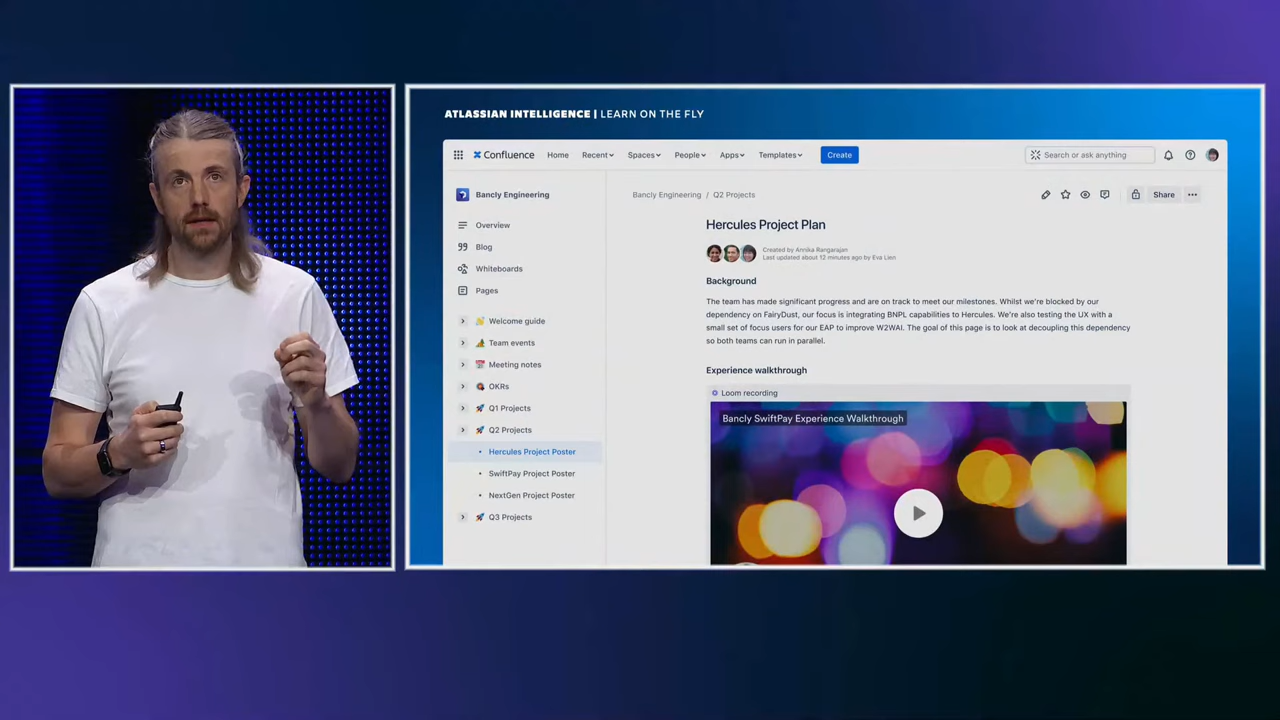 ATLASSIAN INTELLIGENCE | LEARN ON THE FLY
Confluence Home Recent Spaces People Apps Templates Create Search or ask anything
Bancly Engineering
Overview
Blog
Whiteboards
Pages
Welcome guide
Team events
Meeting notes
OKRs
Q1 Projects
Q2 Projects
Hercules Project Poster
SwiftPay Project Poster
NextGen Project Poster
Q3 Projects
Bancly Engineering / Q2 Projects
Share
Hercules Project Plan
Created by Annika Rangarajan
Last updated about 12 minutes ago by Eva Lien
Background
The team has made significant progress and are on track to meet our milestones. Whilst we're blocked by our
dependency on FairyDust, our focus is integrating BNPL capabilities to Hercules. We're also testing the UX with a
small set of focus users for our EAP to improve W2WAI. The goal of this page is to look at decoupling this dependency
so both teams can run in parallel.
Experience walkthrough
Loom recording
Bancly SwiftPay Experience Walkthrough